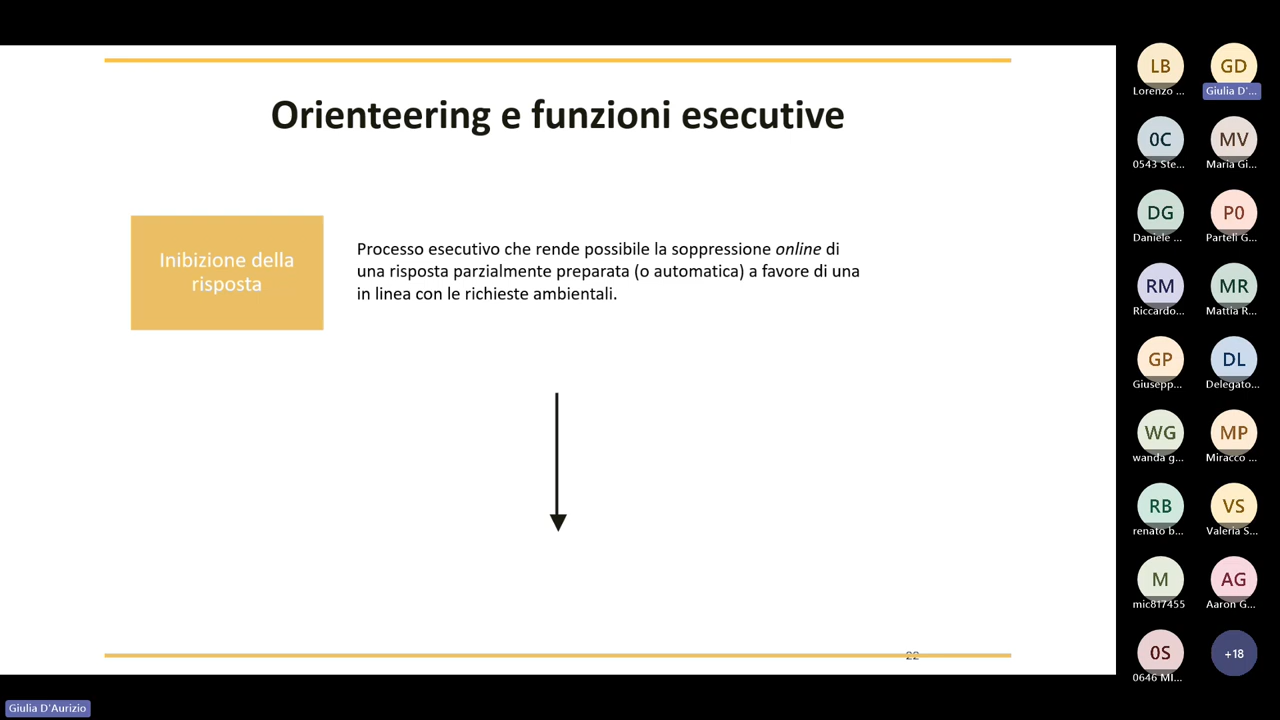 Orienteering e funzioni esecutive
Inibizione della
risposta
Processo esecutivo che rende possibile la soppressione online di
una risposta parzialmente preparata (o automatica) a favore di una
in linea con le richieste ambientali.
22
LB
Lorenzo ...
GD
Giulia D'...
0C
0543 Ste...
MV
Maria Gi...
DG
Daniele ...
P0
Parteli G...
RM
Riccardo...
MR
Mattia R...
GP
Giusepp...
DL
Delegato...
WG
wanda g...
MP
Miracco ...
RB
renato b...
VS
Valeria S...
M
mic817455
AG
Aaron G...
0S
0646 MI...
+18
Giulia D'Aurizio